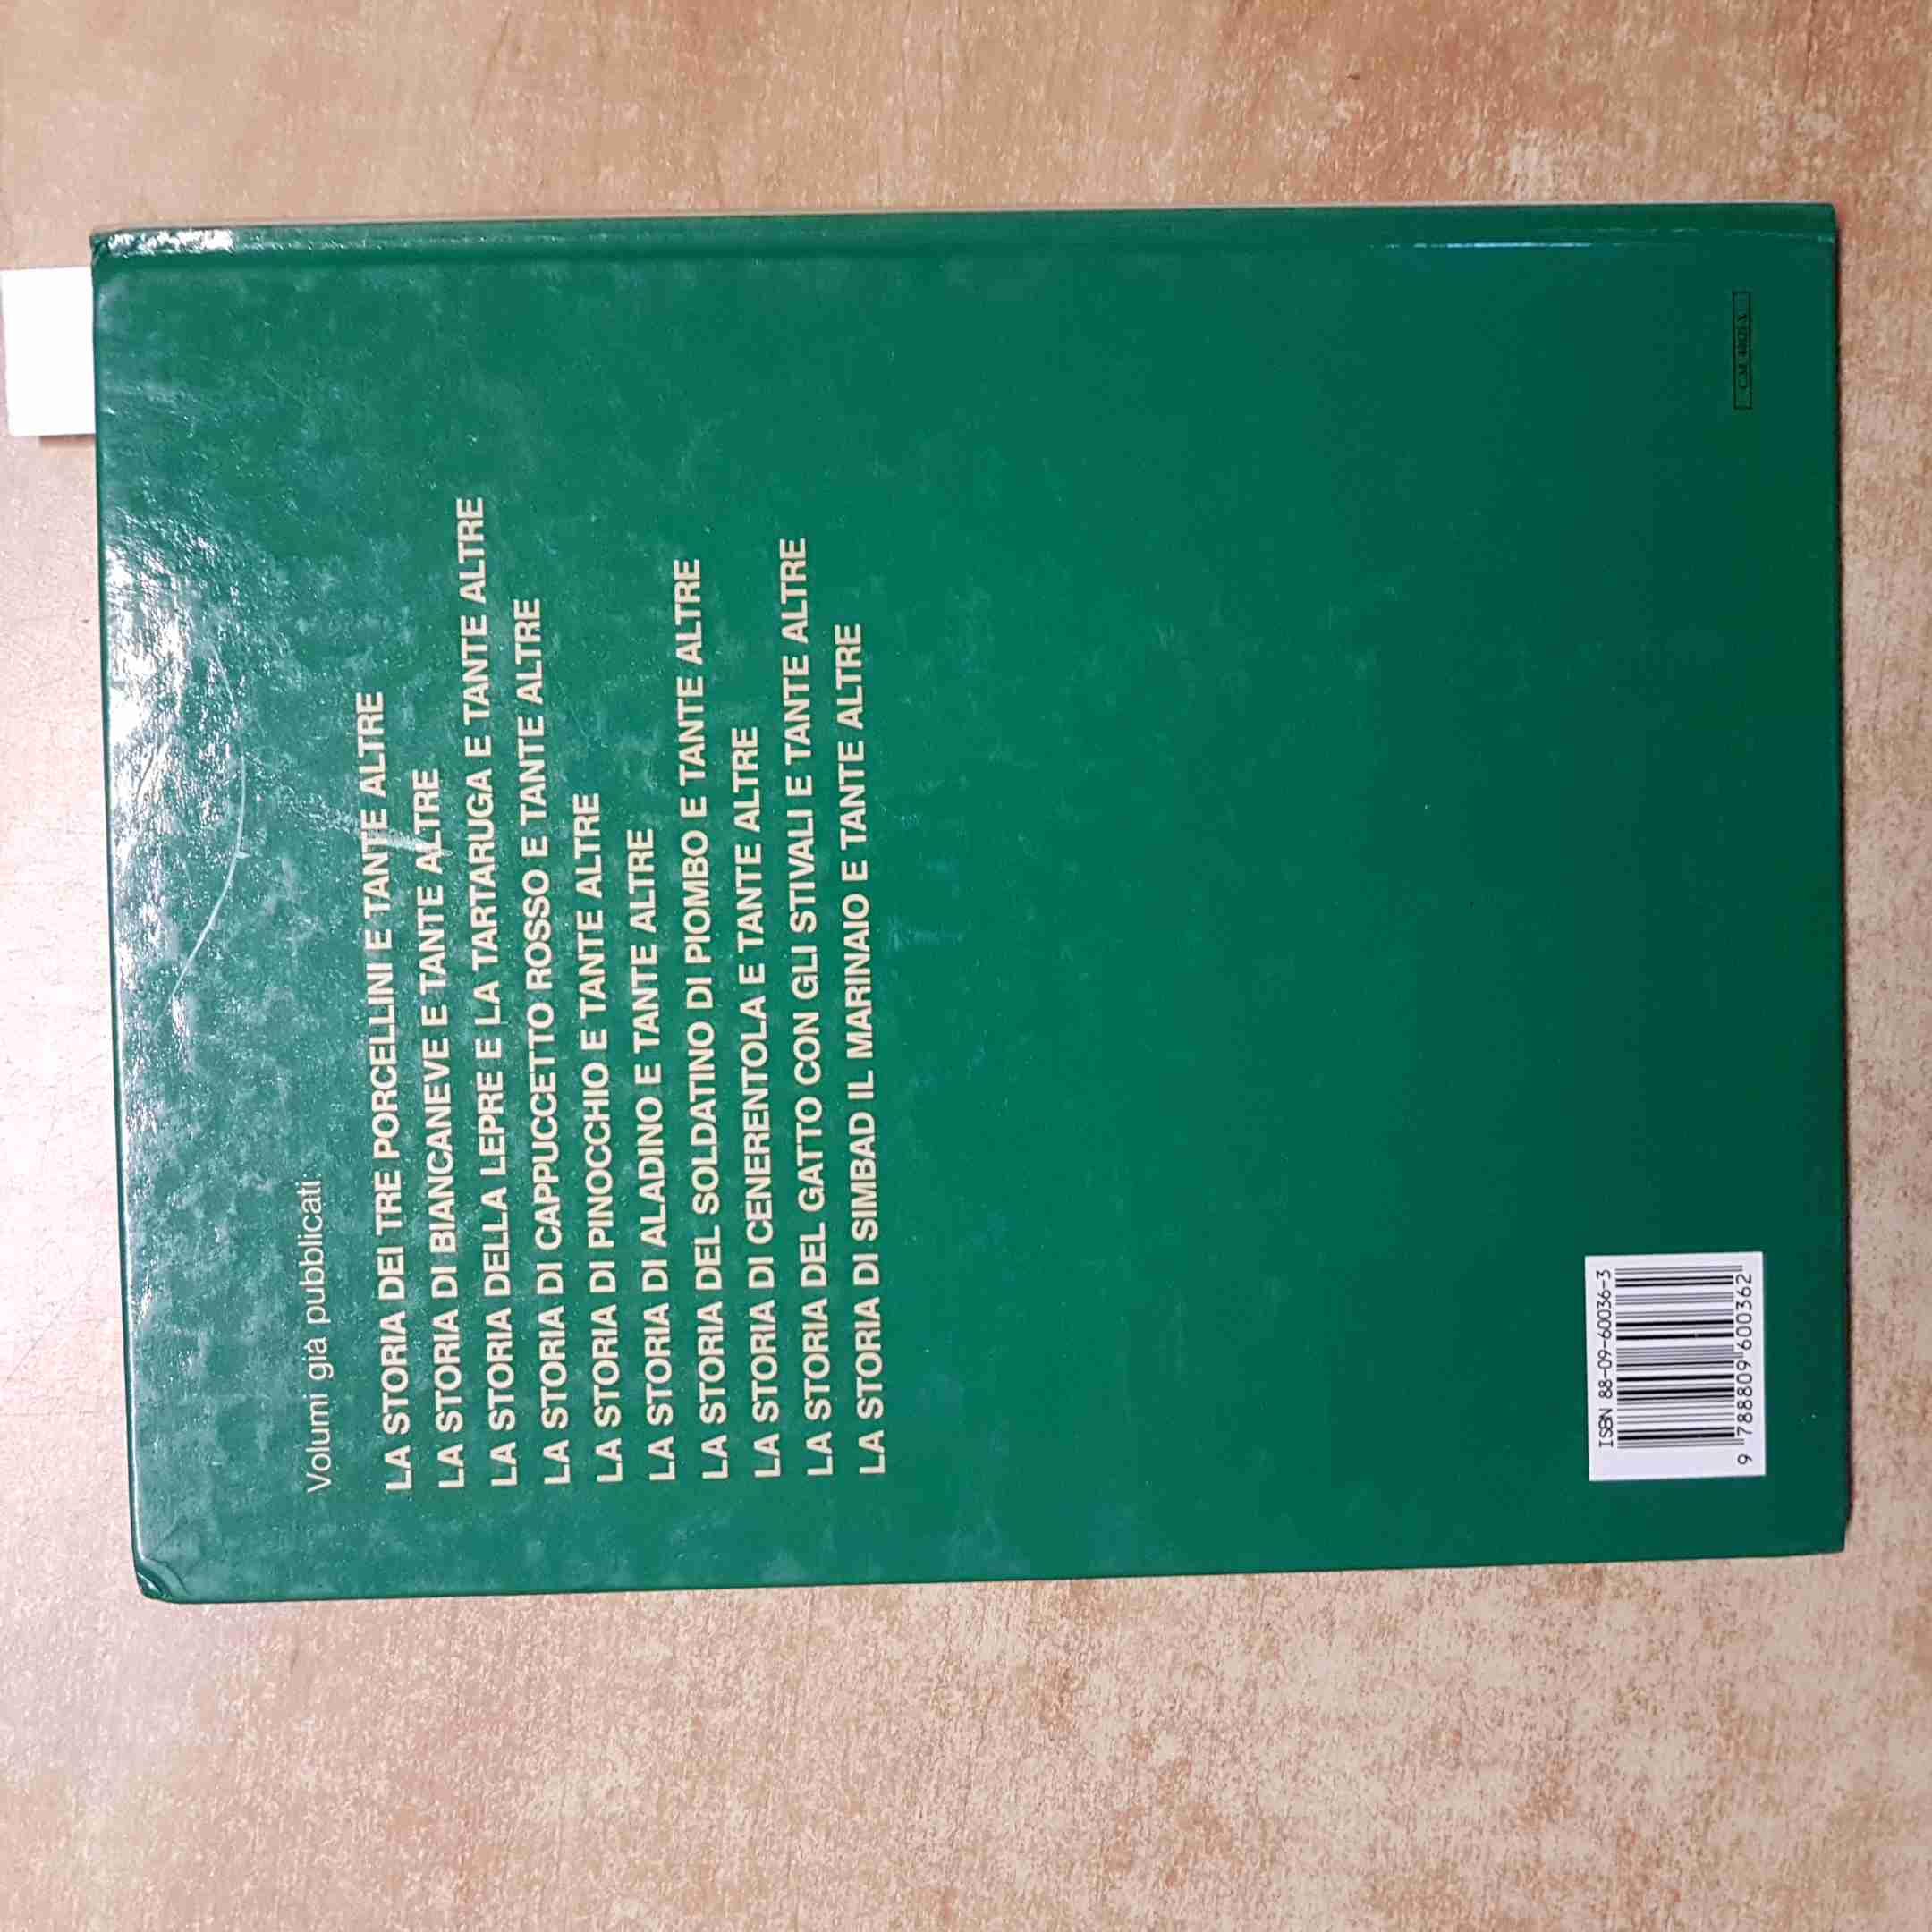 Volumi già pubblicati:
LA STORIA DEI TRE PORCELLINI E TANTE ALTRE
LA STORIA DI BIANCANEVE E TANTE ALTRE
LA STORIA DELLA LEPRE E LA TARTARUGA E TANTE ALTRE
LA STORIA DI CAPPUCCETTO ROSSO E TANTE ALTRE
LA STORIA DI PINOCCHIO E TANTE ALTRE
LA STORIA DI ALADINO E TANTE ALTRE
LA STORIA DEL SOLDATINO DI PIOMBO E TANTE ALTRE
LA STORIA DI CENERENTOLA E TANTE ALTRE
LA STORIA DEL GATTO CON GLI STIVALI E TANTE ALTRE
LA STORIA DI SIMBAD IL MARINAIO E TANTE ALTRE
ISBN 88-09-60036-3
9 788809 600362